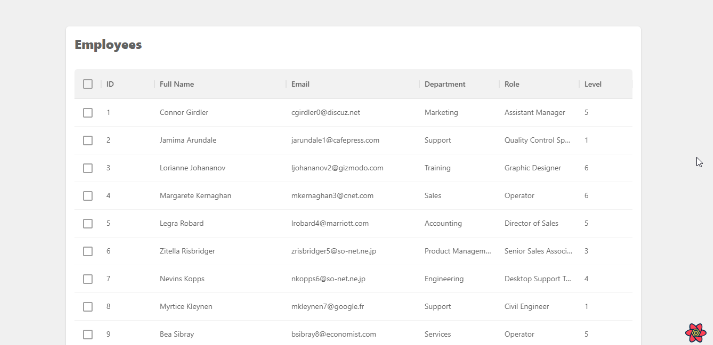 Employees
ID Full Name Email Department Role Level
1 Conner Girdler cgirdler0@discuz.net Marketing Assistant Manager 5
2 Jamima Arundale jarundale1@cafepress.com Support Quality Control Sp... 1
3 Lorianne Johananov ljohananov2@gizmodo.com Training Graphic Designer 6
4 Margarete Kernaghan mkernaghan3@cnet.com Sales Operator 6
5 Legra Robard lrobard4@marriott.com Accounting Director of Sales 5
6 Zitella Risbridger zrisbridger5@so-net.ne.jp Product Managem... Senior Sales Associ... 3
7 Nevins Kopps nkopps6@so-net.ne.jp Engineering Desktop Support T... 4
8 Myrtice Kleynen mkleynen7@google.fr Support Civil Engineer 1
9 Bea Sibray bsibray8@economist.com Services Operator 5